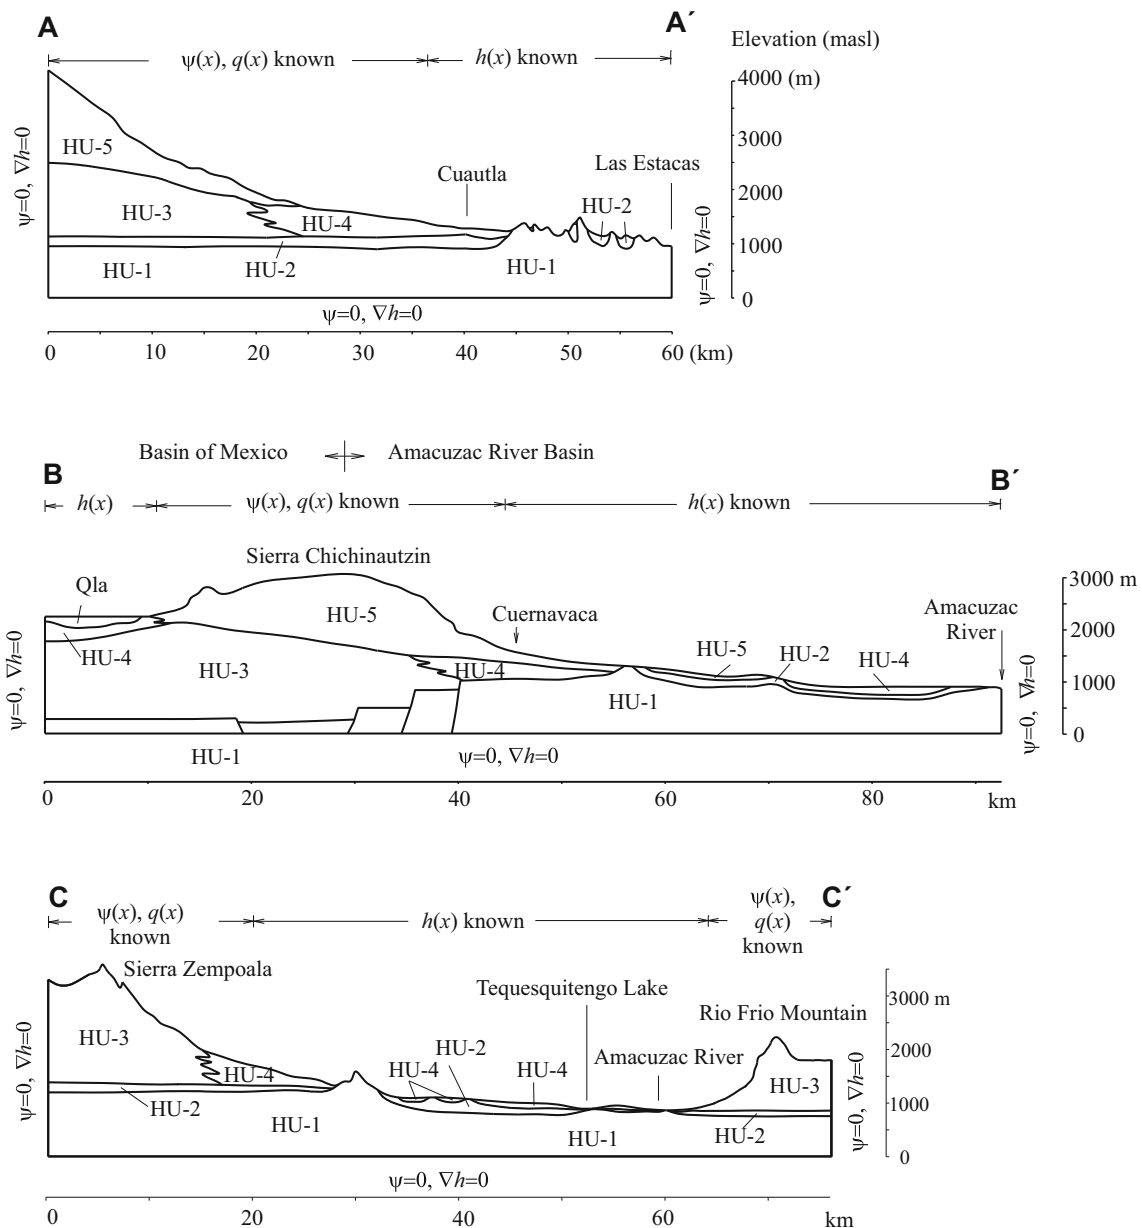 A
A´
ψ(x), q(x) known
h(x) known
Elevation (masl)
4000 (m)
3000
2000
1000
0
ψ=0, ∇h=0
HU-5
HU-3
HU-4
Cuautla
Las Estacas
HU-2
HU-1
HU-2
HU-1
ψ=0, ∇h=0
ψ=0, ∇h=0
0
10
20
30
40
50
60 (km)
Basin of Mexico
Amacuzac River Basin
B
B´
h(x)
ψ(x), q(x) known
h(x) known
Sierra Chichinautzin
3000 m
2000
1000
0
Qla
HU-4
HU-5
Cuernavaca
Amacuzac
River
HU-3
HU-4
HU-5
HU-2
HU-4
HU-1
HU-1
ψ=0, ∇h=0
ψ=0, ∇h=0
ψ=0, ∇h=0
0
20
40
60
80
km
C
C´
ψ(x), q(x)
known
h(x) known
ψ(x),
q(x)
known
Sierra Zempoala
Tequesquitengo Lake
Rio Frio Mountain
3000 m
2000
1000
0
HU-3
HU-4
HU-2
HU-4
HU-2
HU-4
Amacuzac River
HU-3
HU-1
HU-1
HU-2
ψ=0, ∇h=0
ψ=0, ∇h=0
ψ=0, ∇h=0
0
20
40
60
km